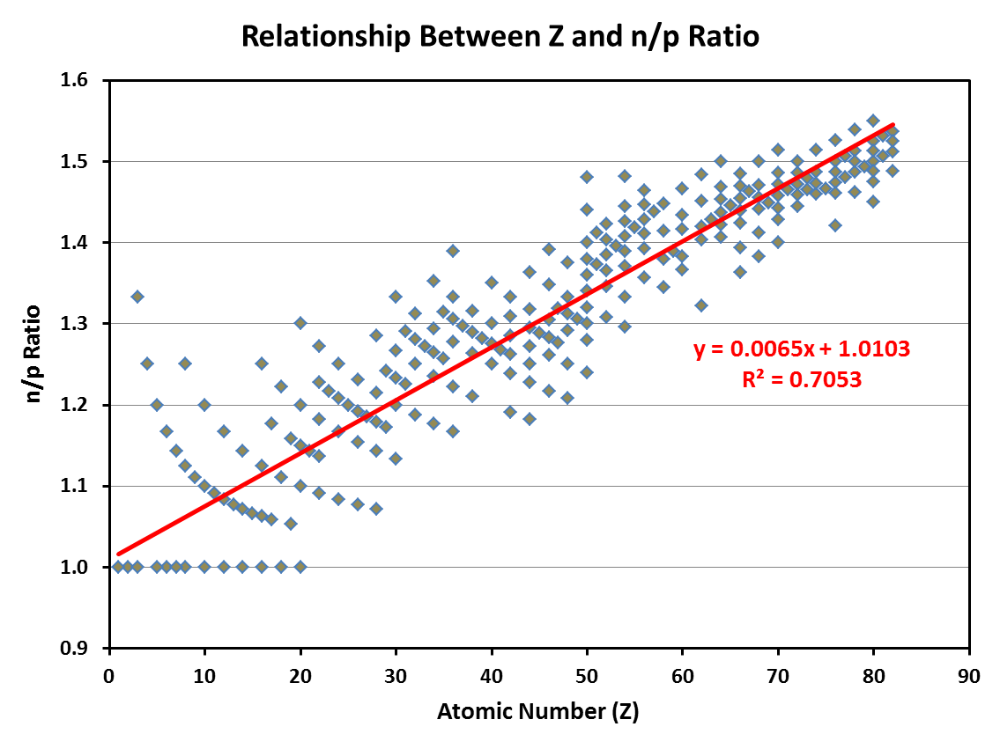 Relationship Between Z and n/p Ratio
1.6
1.5
1.4
1.3
1.2
1.1
1.0
0.9
n/p Ratio
y = 0.0065x + 1.0103
R² = 0.7053
0 10 20 30 40 50 60 70 80 90
Atomic Number (Z)